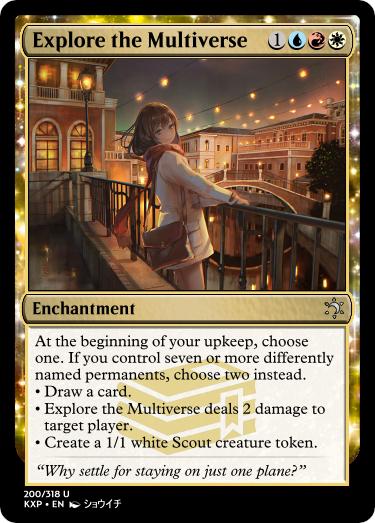 Explore the Multiverse 1
Enchantment
At the beginning of your upkeep, choose
one. If you control seven or more differently
named permanents, choose two instead.
• Draw a card.
• Explore the Multiverse deals 2 damage to
target player.
• Create a 1/1 white Scout creature token.
“Why settle for staying on just one plane?”
200/318 U
KXP • EN ショウイチ